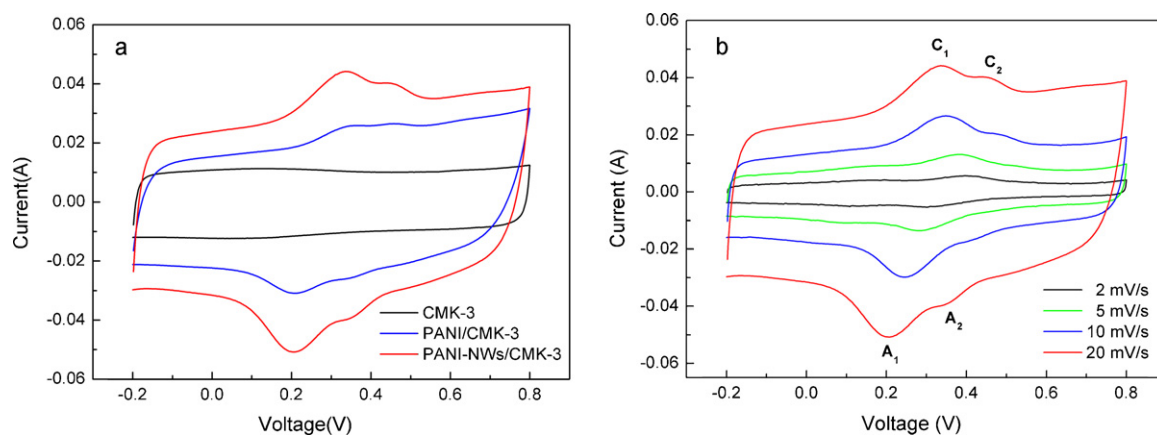 a
0.06
0.04
0.02
0.00
-0.02
-0.04
-0.06
Current(A)
-0.2
0.0
0.2
0.4
0.6
0.8
Voltage(V)
CMK-3
PANI/CMK-3
PANI-NWs/CMK-3
b
0.06
0.04
0.02
0.00
-0.02
-0.04
-0.06
Current (A)
C1
C2
A1
A2
-0.2
0.0
0.2
0.4
0.6
0.8
Voltage (V)
2 mV/s
5 mV/s
10 mV/s
20 mV/s